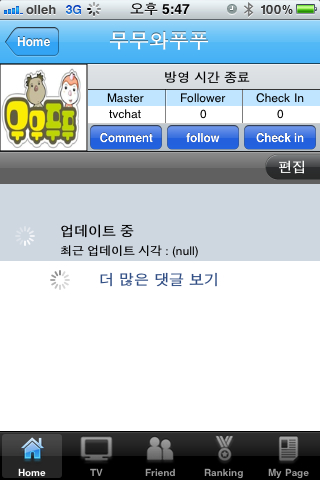 olleh 3G 오후 5:47 100%
Home 무무와푸푸
무무푸푸
방영 시간 종료
Master Follower Check In
tvchat 0 0
Comment follow Check in
편집
업데이트 중
최근 업데이트 시각 : (null)
더 많은 댓글 보기
Home TV Friend Ranking My Page